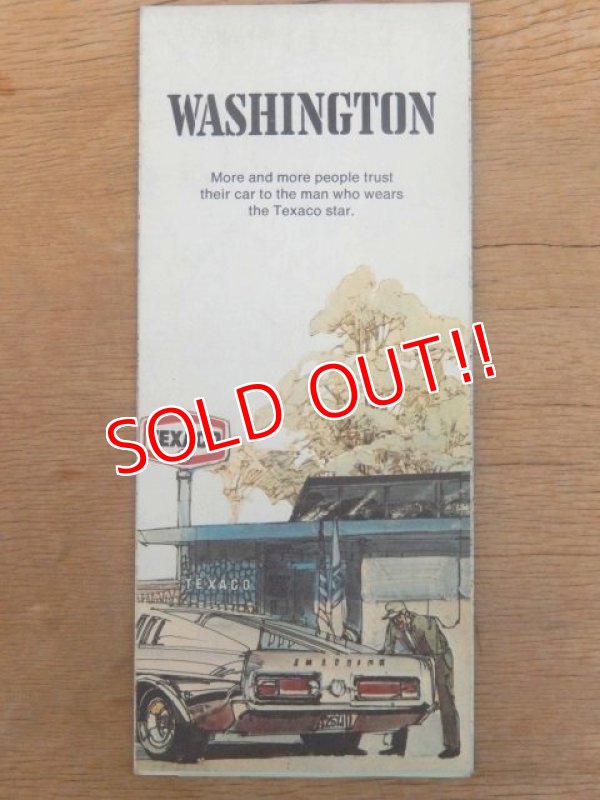 WASHINGTON
More and more people trust
their car to the man who wears
the Texaco star.
SOLD OUT!!
TEXACO
TEXACO